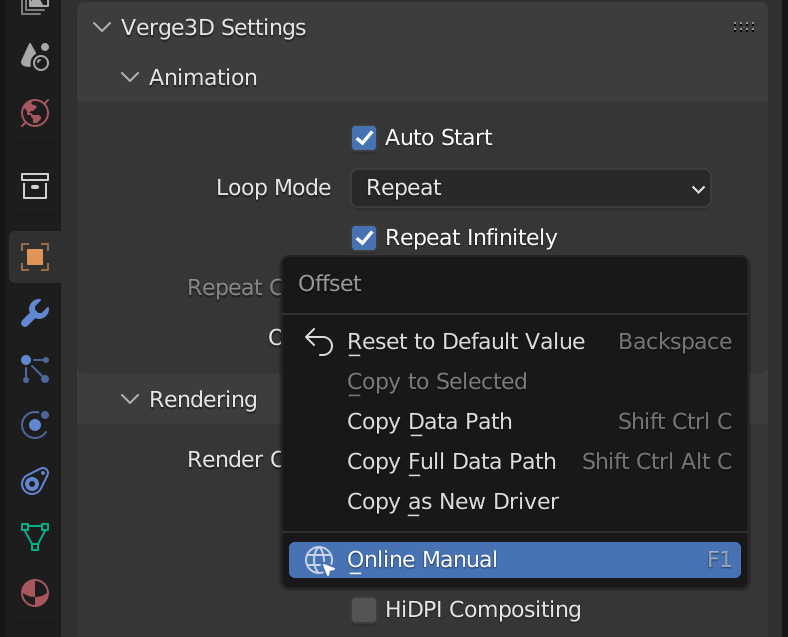 Verge3D Settings
Animation
Auto Start
Loop Mode Repeat
Repeat Infinitely
Repeat
Offset
Reset to Default Value Backspace
Copy to Selected
Copy Data Path Shift Ctrl C
Rendering
Copy Full Data Path Shift Ctrl Alt C
Render
Copy as New Driver
Online Manual F1
HiDPI Compositing